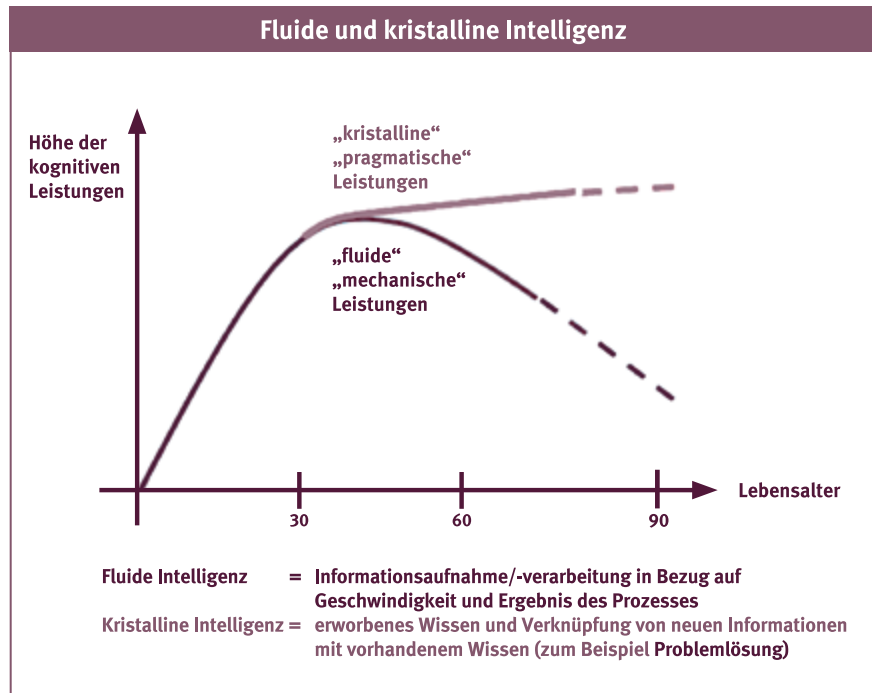 Fluide und kristalline Intelligenz
Höhe der
kognitiven
Leistungen
„kristalline“
„pragmatische“
Leistungen
„fluide“
„mechanische“
Leistungen
Lebensalter
30
60
90
Fluide Intelligenz = Informationsaufnahme/-verarbeitung in Bezug auf
Geschwindigkeit und Ergebnis des Prozesses
Kristalline Intelligenz = erworbenes Wissen und Verknüpfung von neuen Informationen
mit vorhandenem Wissen (zum Beispiel Problemlösung)